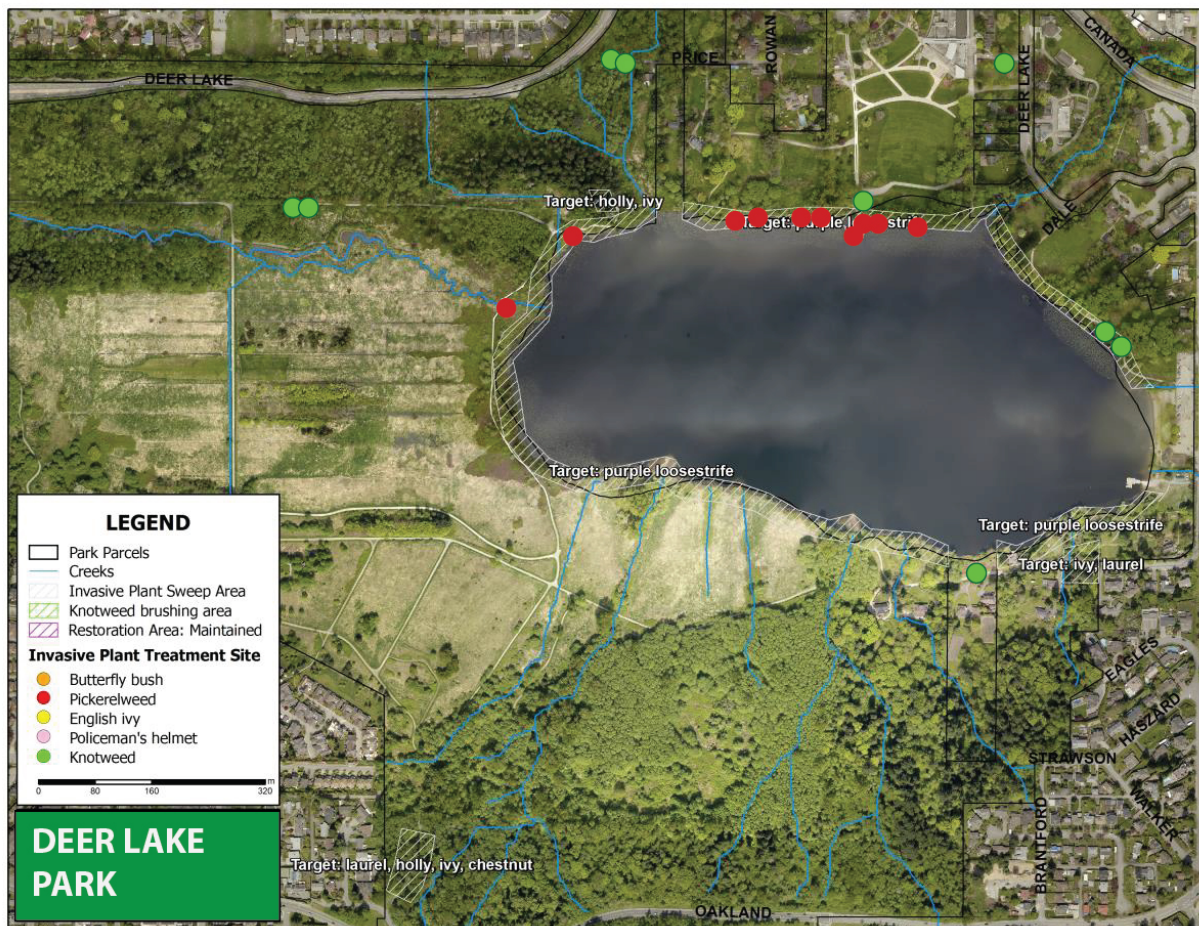 DEER LAKE
PRICE
ROWAN
DEER LAKE
CANADA
Target: holly, ivy
Target: purple loosestrife
DALE
Target: purple loosestrife
Target: purple loosestrife
Target: ivy, laurel
LEGEND
Park Parcels
Creeks
Invasive Plant Sweep Area
Knotweed brushing area
Restoration Area: Maintained
Invasive Plant Treatment Site
Butterfly bush
Pickerelweed
English ivy
Policeman's helmet
Knotweed
m
0 80 160 320
EAGLES
HASZARD
STRAWSON
WALKER
BRANTFORD
DEER LAKE
PARK
Target: laurel, holly, ivy, chestnut
OAKLAND